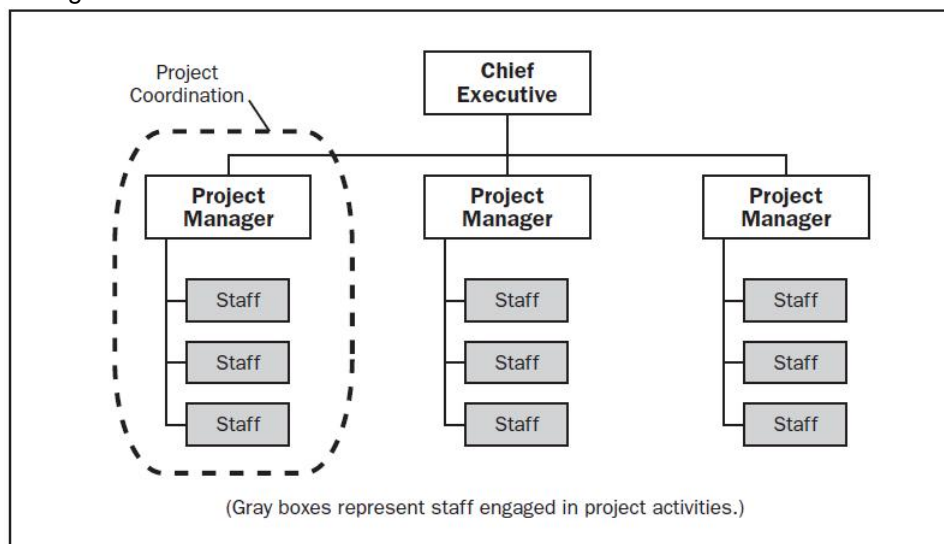 Project
Coordination
Chief
Executive
Project
Manager
Project
Manager
Project
Manager
Staff
Staff
Staff
Staff
Staff
Staff
Staff
Staff
Staff
(Gray boxes represent staff engaged in project activities.)